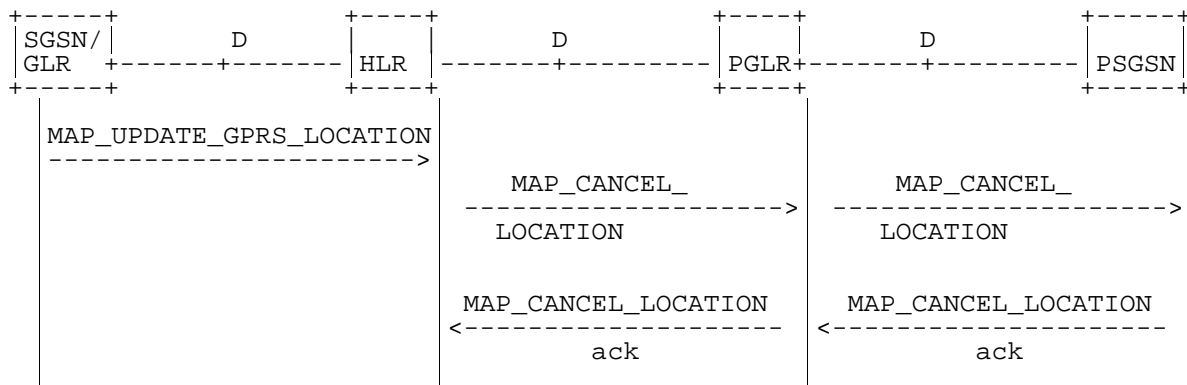 SGSN/ D D D
GLR HLR PGLR PSGSN
MAP_UPDATE_GPRS_LOCATION
MAP_CANCEL_ MAP_CANCEL_
LOCATION LOCATION
MAP_CANCEL_LOCATION MAP_CANCEL_LOCATION
ack ack